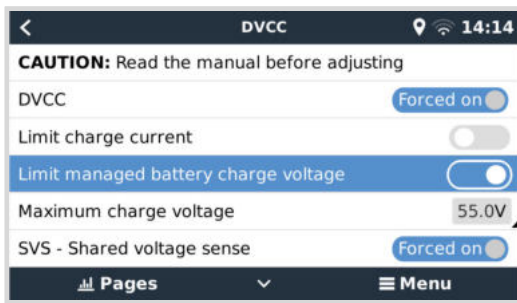 DVCC 14:14
CAUTION: Read the manual before adjusting
DVCC Forced on
Limit charge current
Limit managed battery charge voltage
Maximum charge voltage 55.0V
SVS - Shared voltage sense Forced on
Pages Menu